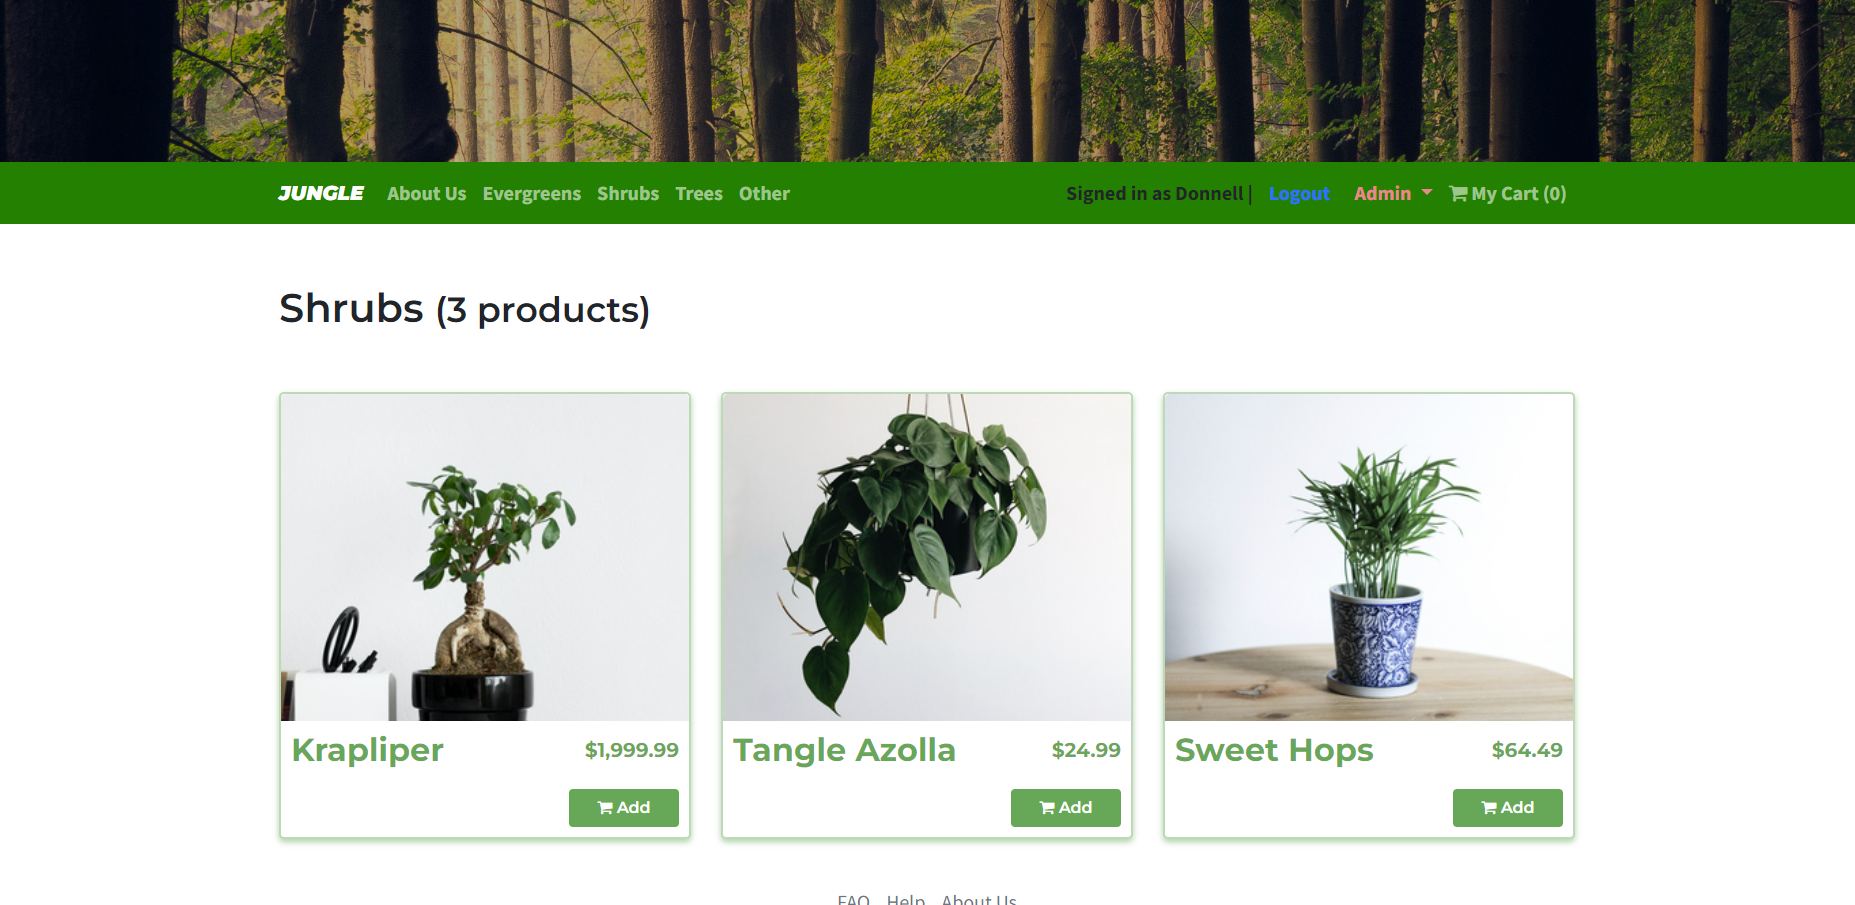 JUNGLE About Us Evergreens Shrubs Trees Other Signed in as Donnell | Logout Admin My Cart (0)
Shrubs (3 products)
Krapliper $1,999.99
Add
Tangle Azolla $24.99
Add
Sweet Hops $64.49
Add
FAQ Help About Us